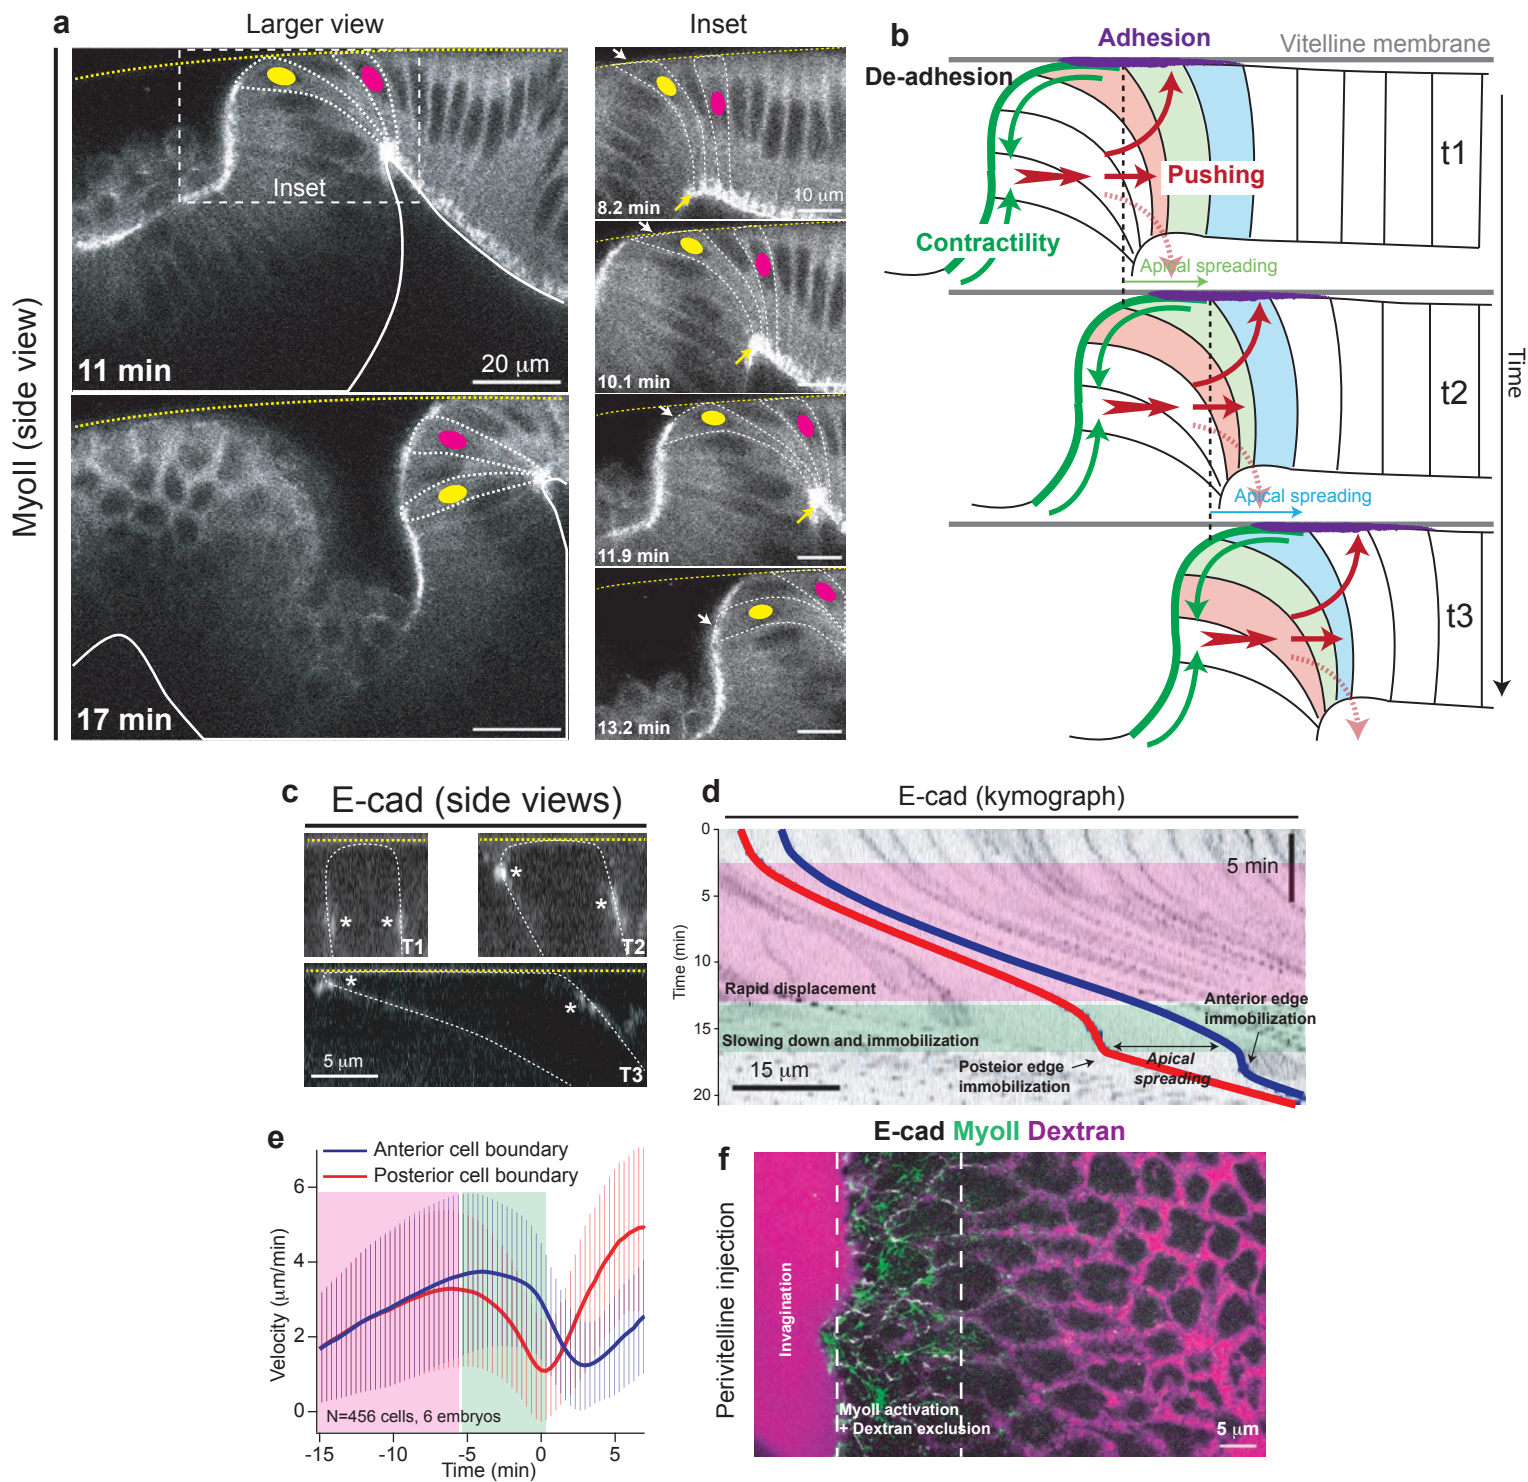 a
Larger view
Inset
MyoII (side view)
Inset
11 min
20 μm
17 min
8.2 min
10 μm
10.1 min
11.9 min
13.2 min
b
Adhesion
Vitelline membrane
De-adhesion
t1
Pushing
Contractility
Apical spreading
t2
Apical spreading
t3
Time
c
E-cad (side views)
*
*
T1
*
*
T2
*
*
5 μm
T3
d
E-cad (kymograph)
0
5
10
15
20
Time (min)
5 min
Rapid displacement
Anterior edge
immobilization
Slowing down and immobilization
Posteior edge
immobilization
Apical
spreading
15 μm
e
Anterior cell boundary
Posterior cell boundary
Velocity (μm/min)
6
4
2
0
N=456 cells, 6 embryos
-15
-10
-5
0
5
Time (min)
E-cad MyoII Dextran
f
Perivitelline injection
Invagination
MyoII activation
+ Dextran exclusion
5 μm